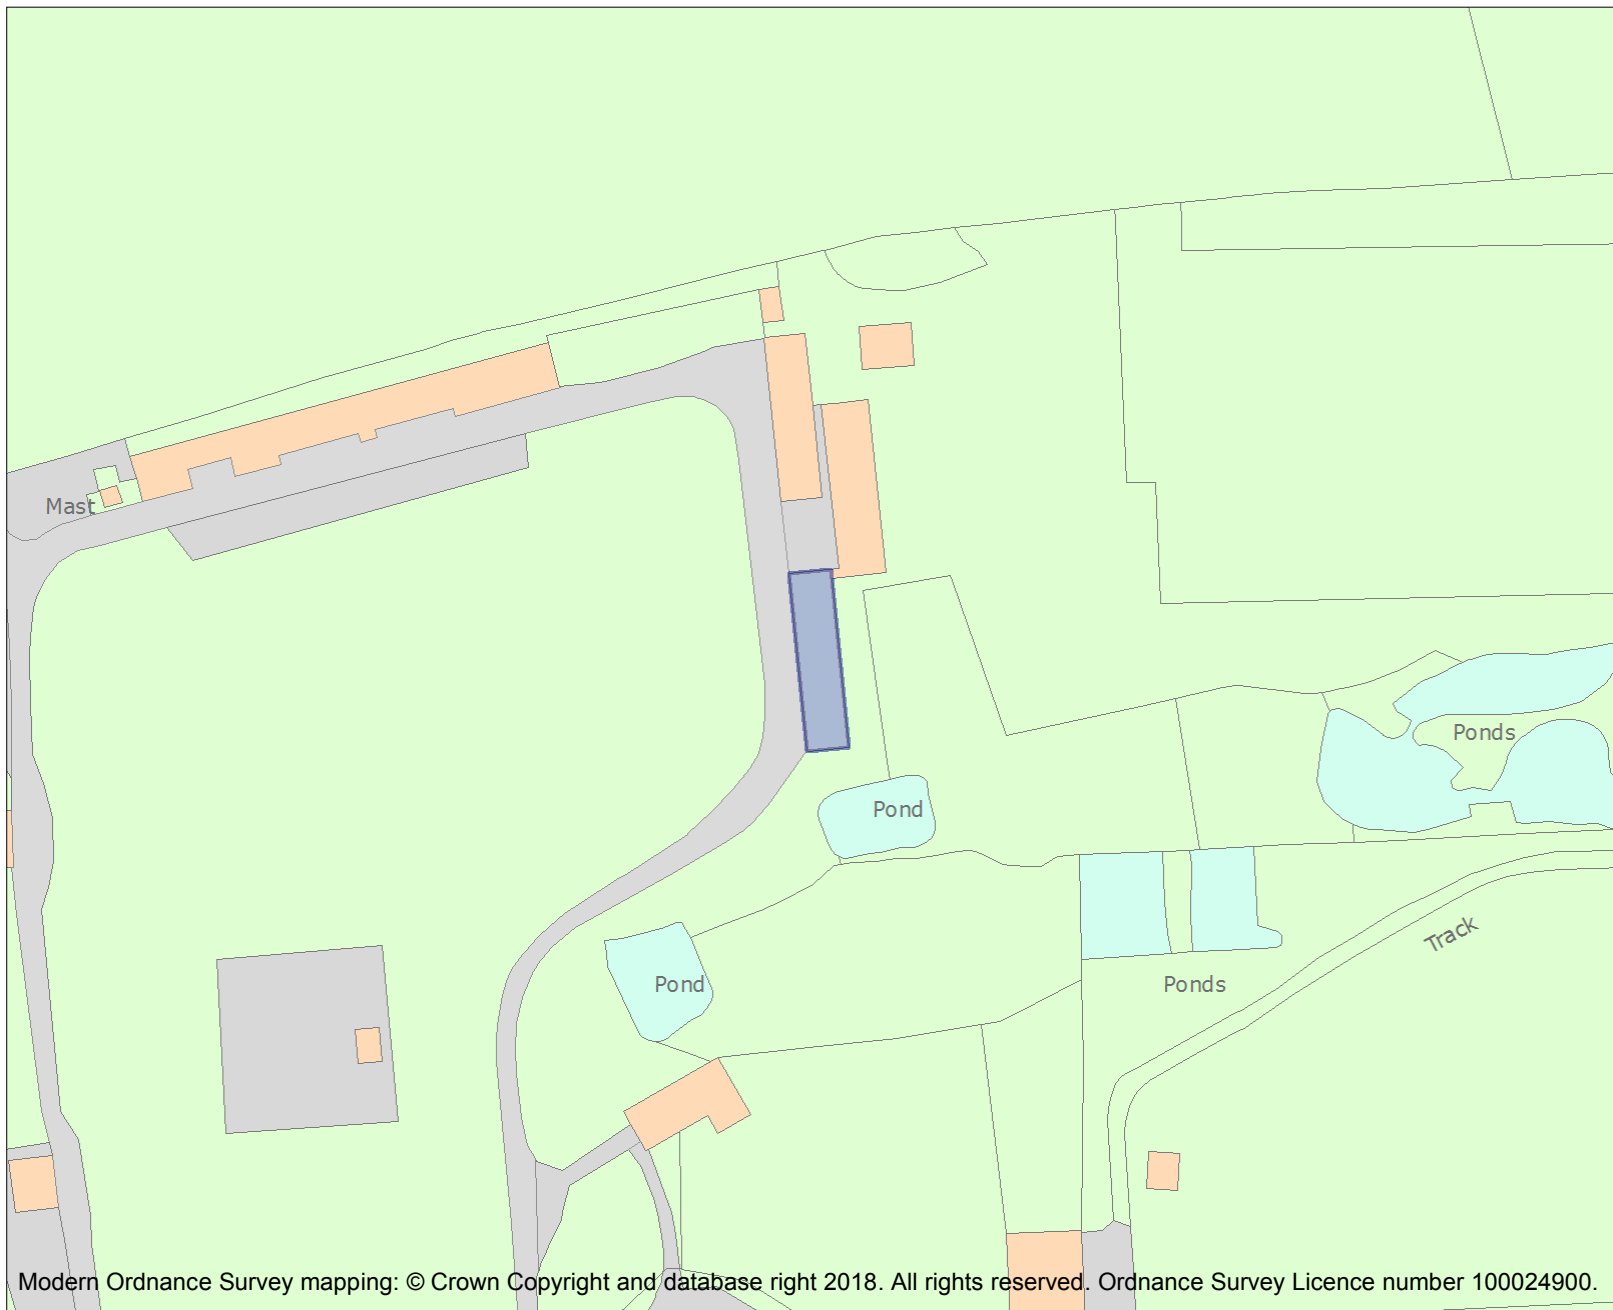 Mast
Ponds
Pond
Track
Pond
Ponds
Modern Ordnance Survey mapping: © Crown Copyright and database right 2018. All rights reserved. Ordnance Survey Licence number 100024900.